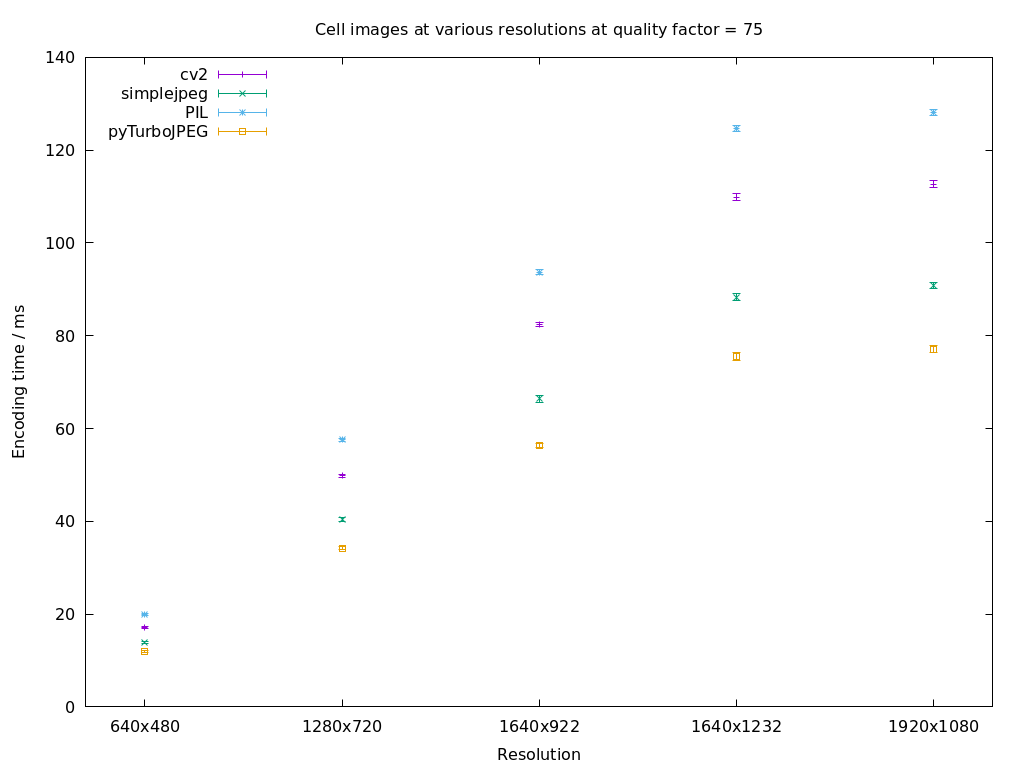 Cell images at various resolutions at quality factor = 75
cv2
simplejpeg
PIL
pyTurboJPEG
140
120
100
80
60
40
20
0
Encoding time / ms
640x480 1280x720 1640x922 1640x1232 1920x1080
Resolution